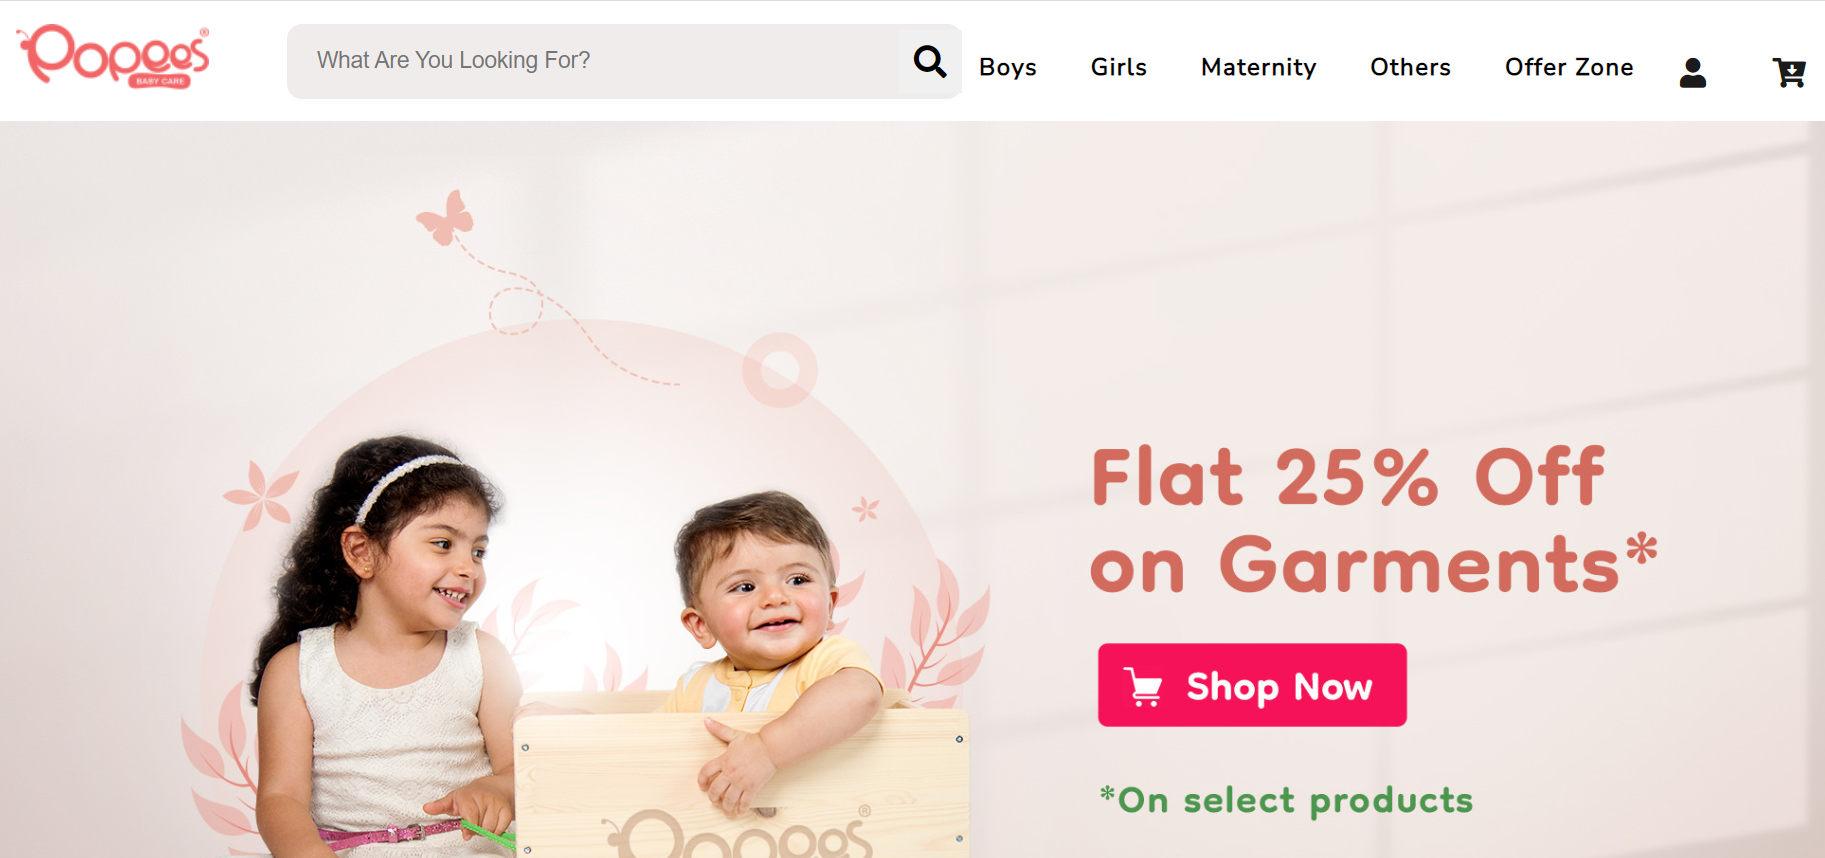 Popees®
BABY CARE
What Are You Looking For?
Boys Girls Maternity Others Offer Zone
Flat 25% Off
on Garments*
Shop Now
*On select products
Popees®